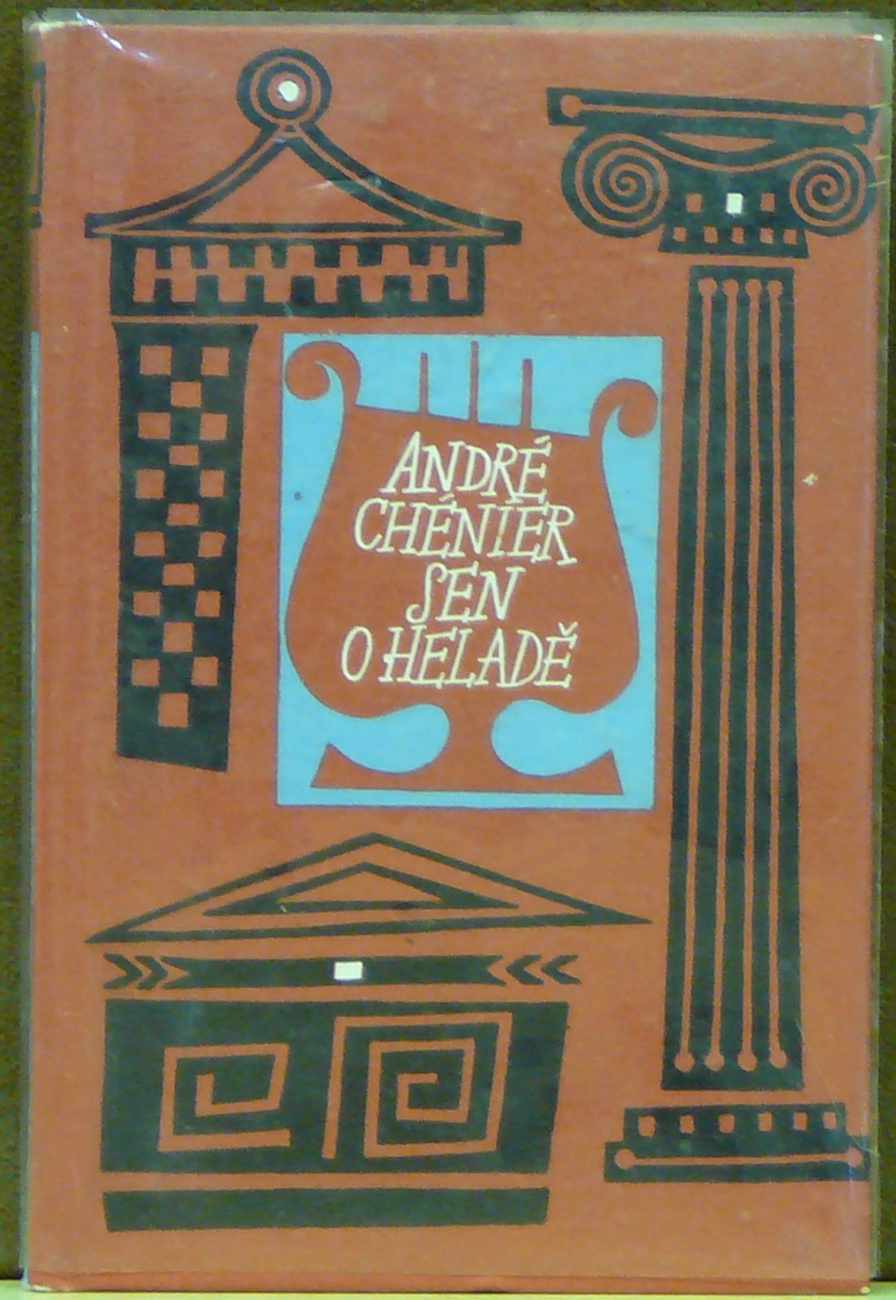 ANDRÉ
CHÉNIER
SEN
O HELADĚ